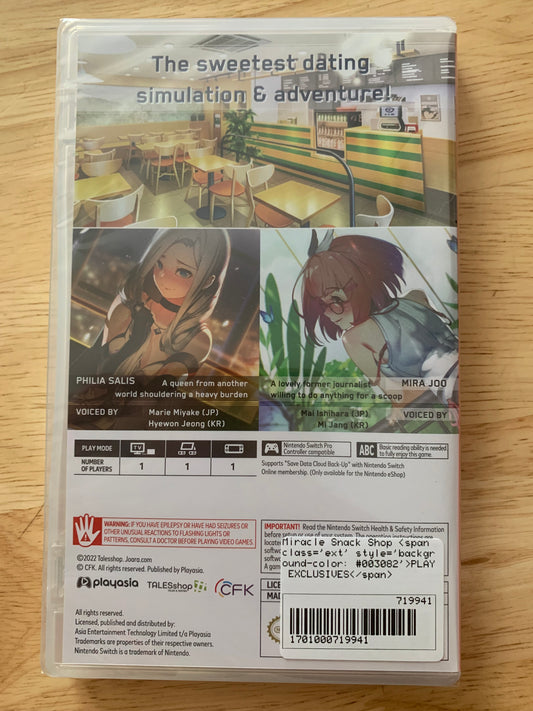 The sweetest dating
simulation & adventure!
PHILIA SALIS
A queen from another
world shouldering a heavy burden
VOICED BY
Marie Miyake (JP)
Hyewon Jeong (KR)
A lovely former journalist
willing to do anything for a scoop
MIRA JOO
Mai Ishihara (JP)
Mi Jang (KR)
VOICED BY
PLAY MODE
TV
NUMBER
OF PLAYERS
1
1
1
Nintendo Switch Pro
Controller compatible
ABC
Basic reading ability is needed
to fully enjoy this game.
Supports "Save Data Cloud Back-Up" with Nintendo Switch
Online membership. (Only available for the Nintendo eShop)
WARNING: IF YOU HAVE EPILEPSY OR HAVE HAD SEIZURES OR
OTHER UNUSUAL REACTIONS TO FLASHING LIGHTS OR
PATTERNS, CONSULT A DOCTOR BEFORE PLAYING VIDEO GAMES
IMPORTANT! Read the Nintendo Switch Health & Safety Information
©2022 Talesshop. Joara.com
© CFK. All rights reserved. Published by Playasia.
playasia
TALESshop
CFK
All rights reserved.
Licensed, published and distributed by:
Asia Entertainment Technology Limited t/a Playasia
Trademarks are properties of their respective owners.
Nintendo Switch is a trademark of Nintendo.
LICE
MAD
Miracle Snack Shop <span
class='ext' style='backgr
ound-color: #003082'>PLAY
EXCLUSIVES</span>
719941
1701000719941